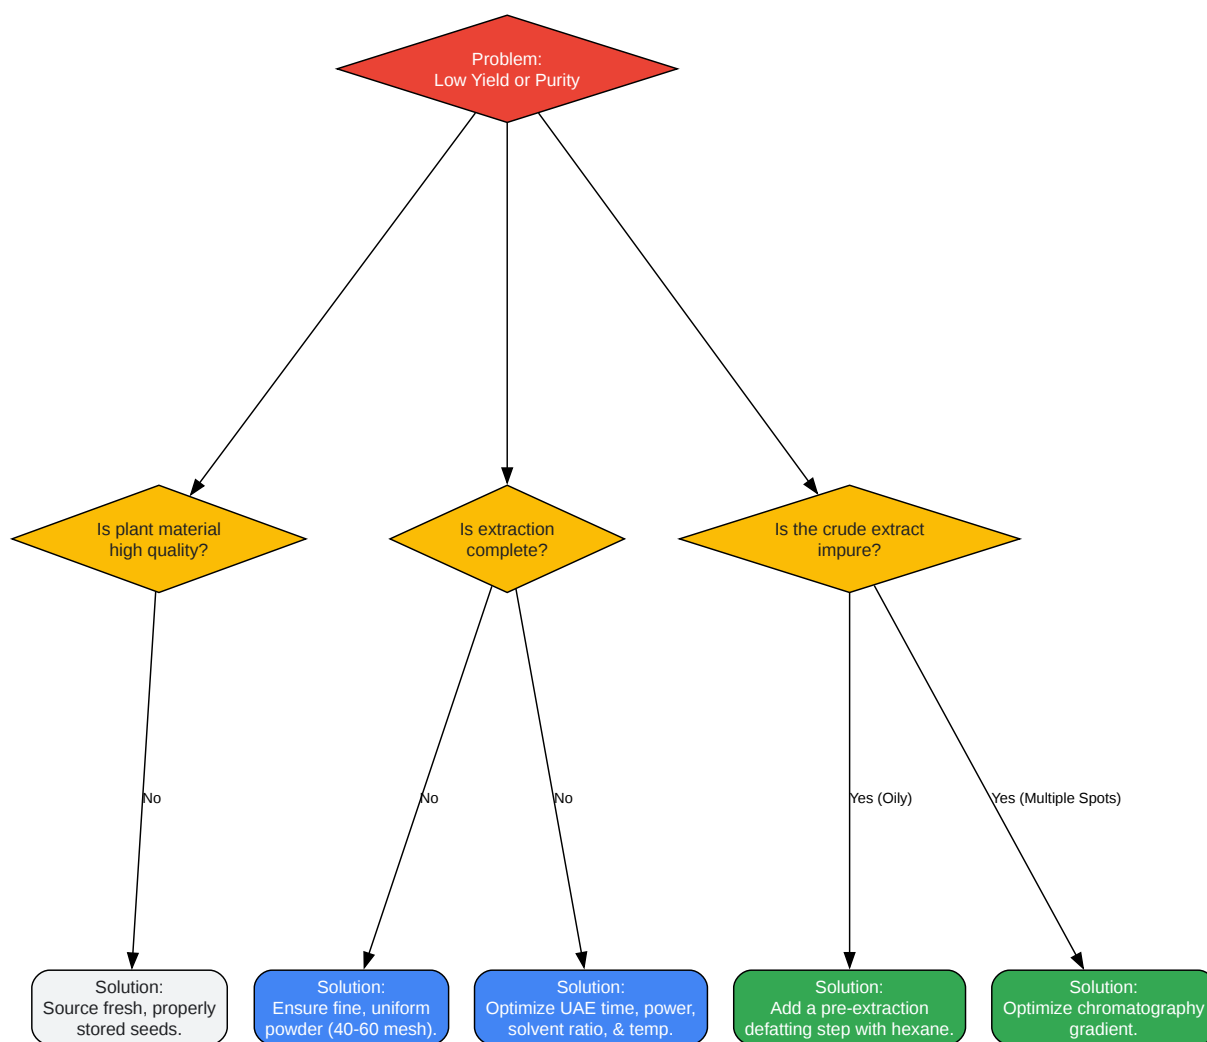 Problem:
Low Yield or Purity
Is plant material
high quality?
Is extraction
complete?
Is the crude extract
impure?
No
No
No
Yes (Oily)
Yes (Multiple Spots)
Solution:
Source fresh, properly
stored seeds.
Solution:
Ensure fine, uniform
powder (40-60 mesh).
Solution:
Optimize UAE time, power,
solvent ratio, & temp.
Solution:
Add a pre-extraction
defatting step with hexane.
Solution:
Optimize chromatography
gradient.